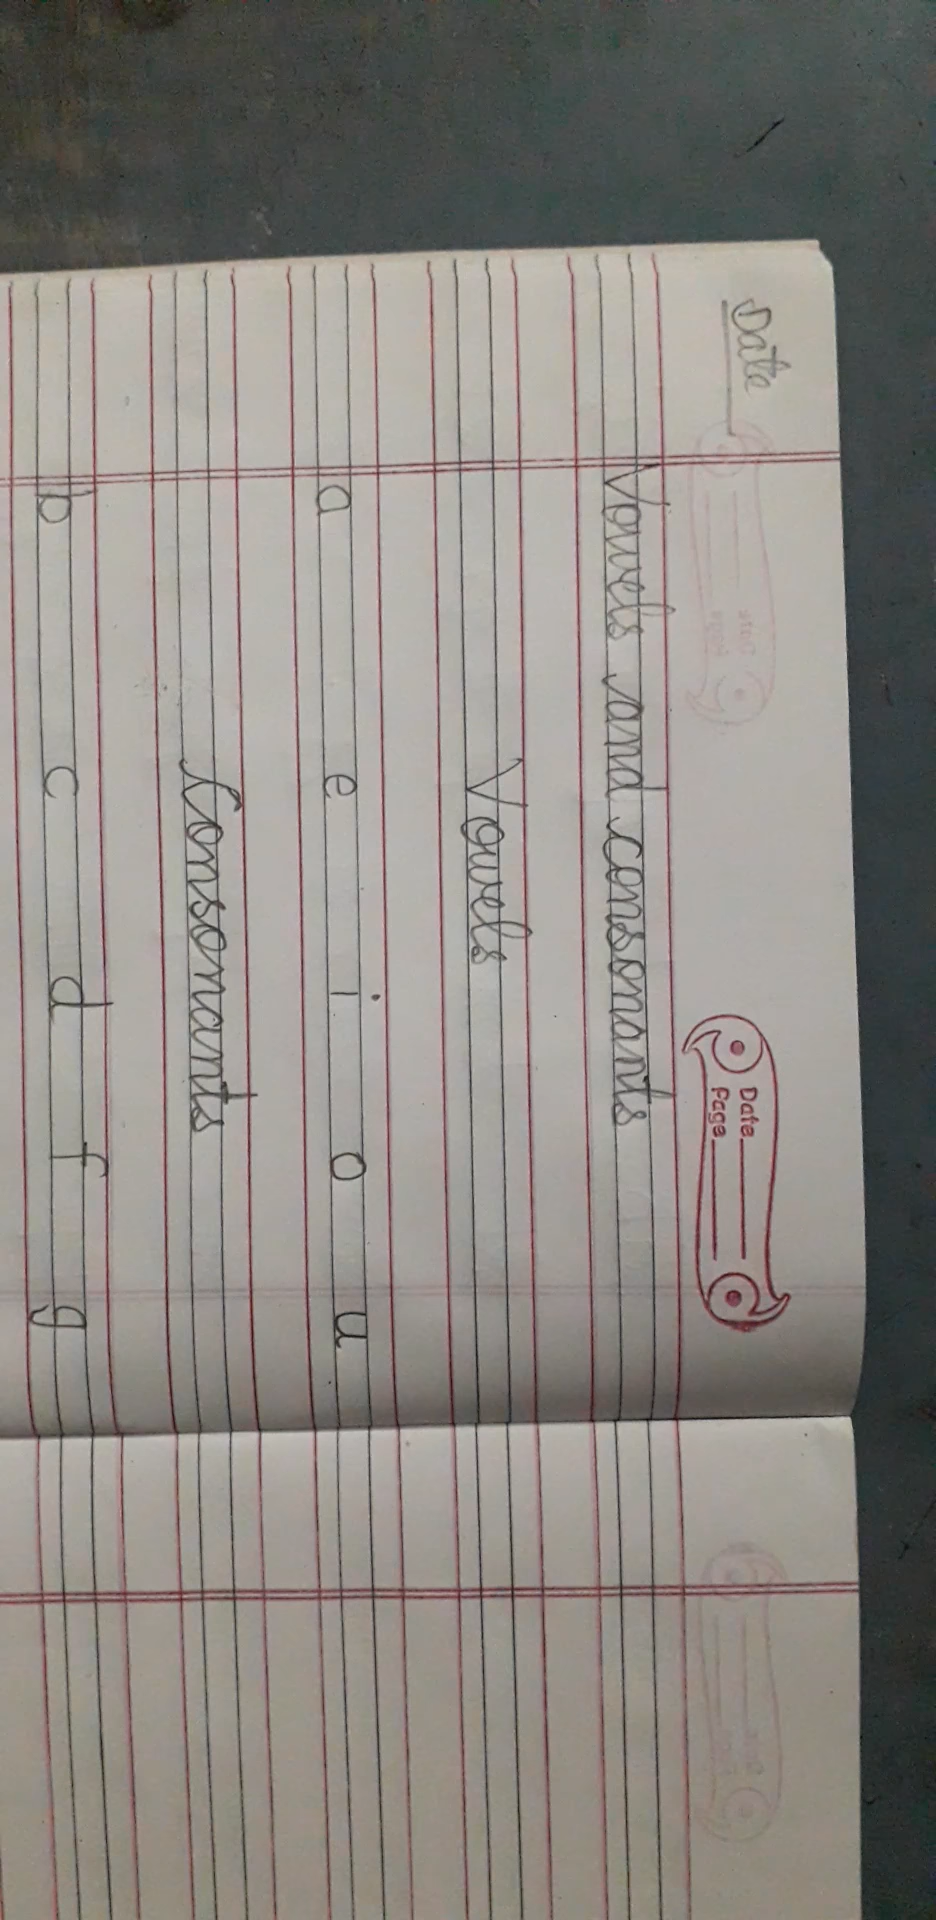 Date
Date
Page
Vowels and consonants
Vowels
a e i o u
Consonants
b c d f g